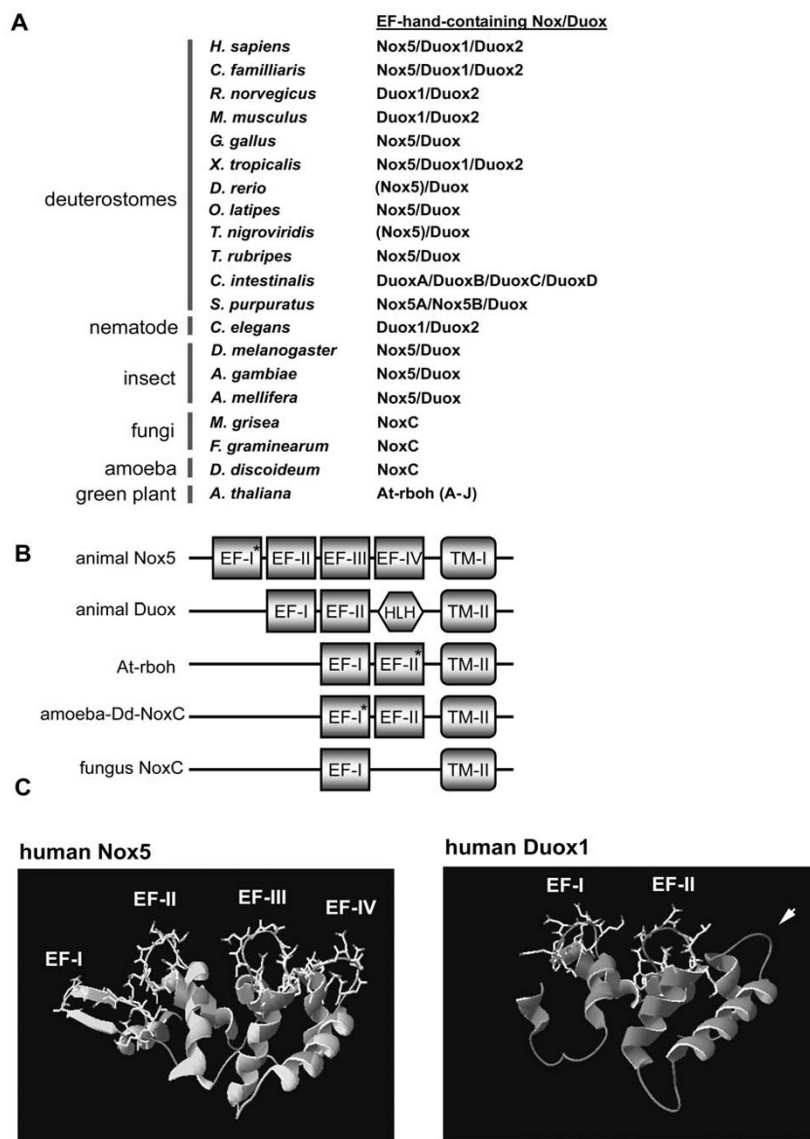 A
EF-hand-containing Nox/Duox
H. sapiens Nox5/Duox1/Duox2
C. familliaris Nox5/Duox1/Duox2
R. norvegicus Duox1/Duox2
M. musculus Duox1/Duox2
G. gallus Nox5/Duox
X. tropicalis Nox5/Duox1/Duox2
deuterostomes
D. rerio (Nox5)/Duox
O. latipes Nox5/Duox
T. nigroviridis (Nox5)/Duox
T. rubripes Nox5/Duox
C. intestinalis DuoxA/DuoxB/DuoxC/DuoxD
S. purpuratus Nox5A/Nox5B/Duox
nematode C. elegans Duox1/Duox2
D. melanogaster Nox5/Duox
insect A. gambiae Nox5/Duox
A. mellifera Nox5/Duox
fungi M. grisea NoxC
F. graminearum NoxC
amoeba D. discoideum NoxC
green plant A. thaliana At-rboh (A-J)
B
animal Nox5 EF-I* EF-II EF-III EF-IV TM-I
animal Duox EF-I EF-II HLH TM-II
At-rboh EF-I EF-II* TM-II
amoeba-Dd-NoxC EF-I* EF-II TM-II
fungus NoxC EF-I TM-II
C
human Nox5
EF-I
EF-II
EF-III
EF-IV
human Duox1
EF-I
EF-II